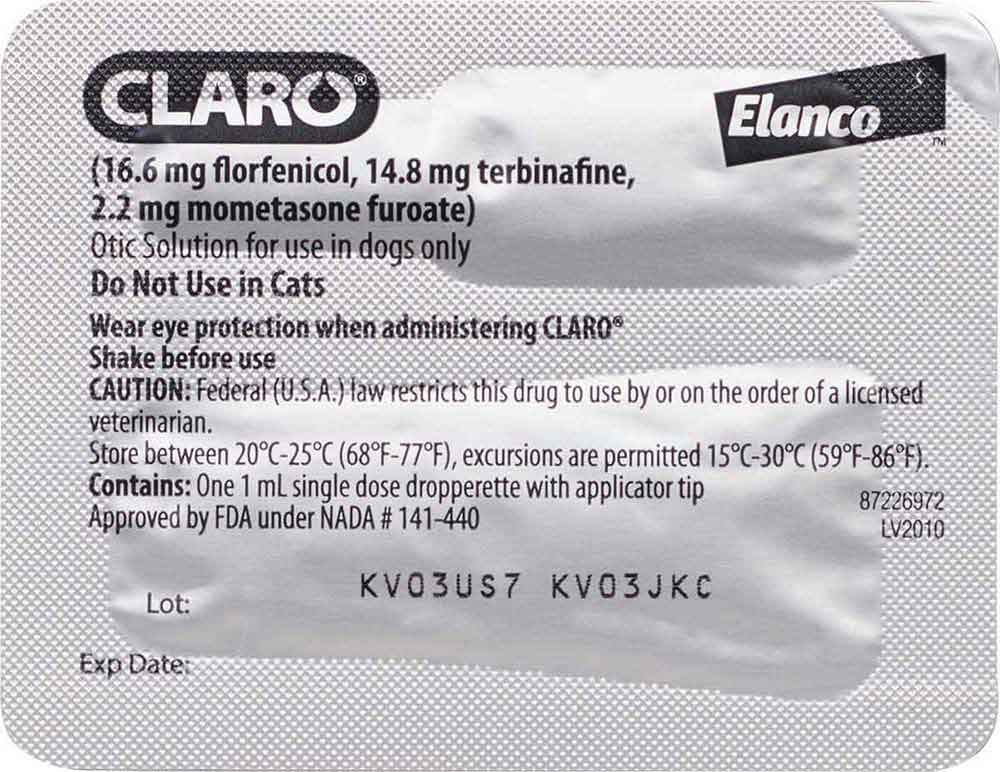 CLARO®
Elanco™
(16.6 mg florfenicol, 14.8 mg terbinafine,
2.2 mg mometasone furoate)
Otic Solution for use in dogs only
Do Not Use in Cats
Wear eye protection when administering CLARO®
Shake before use
CAUTION: Federal (U.S.A.) law restricts this drug to use by or on the order of a licensed
veterinarian.
Store between 20°C-25°C (68°F-77°F), excursions are permitted 15°C-30°C (59°F-86°F).
Contains: One 1 mL single dose dropperette with applicator tip
Approved by FDA under NADA # 141-440
87226972
LV2010
KV03US7 KV03JKC
Lot:
Exp Date: